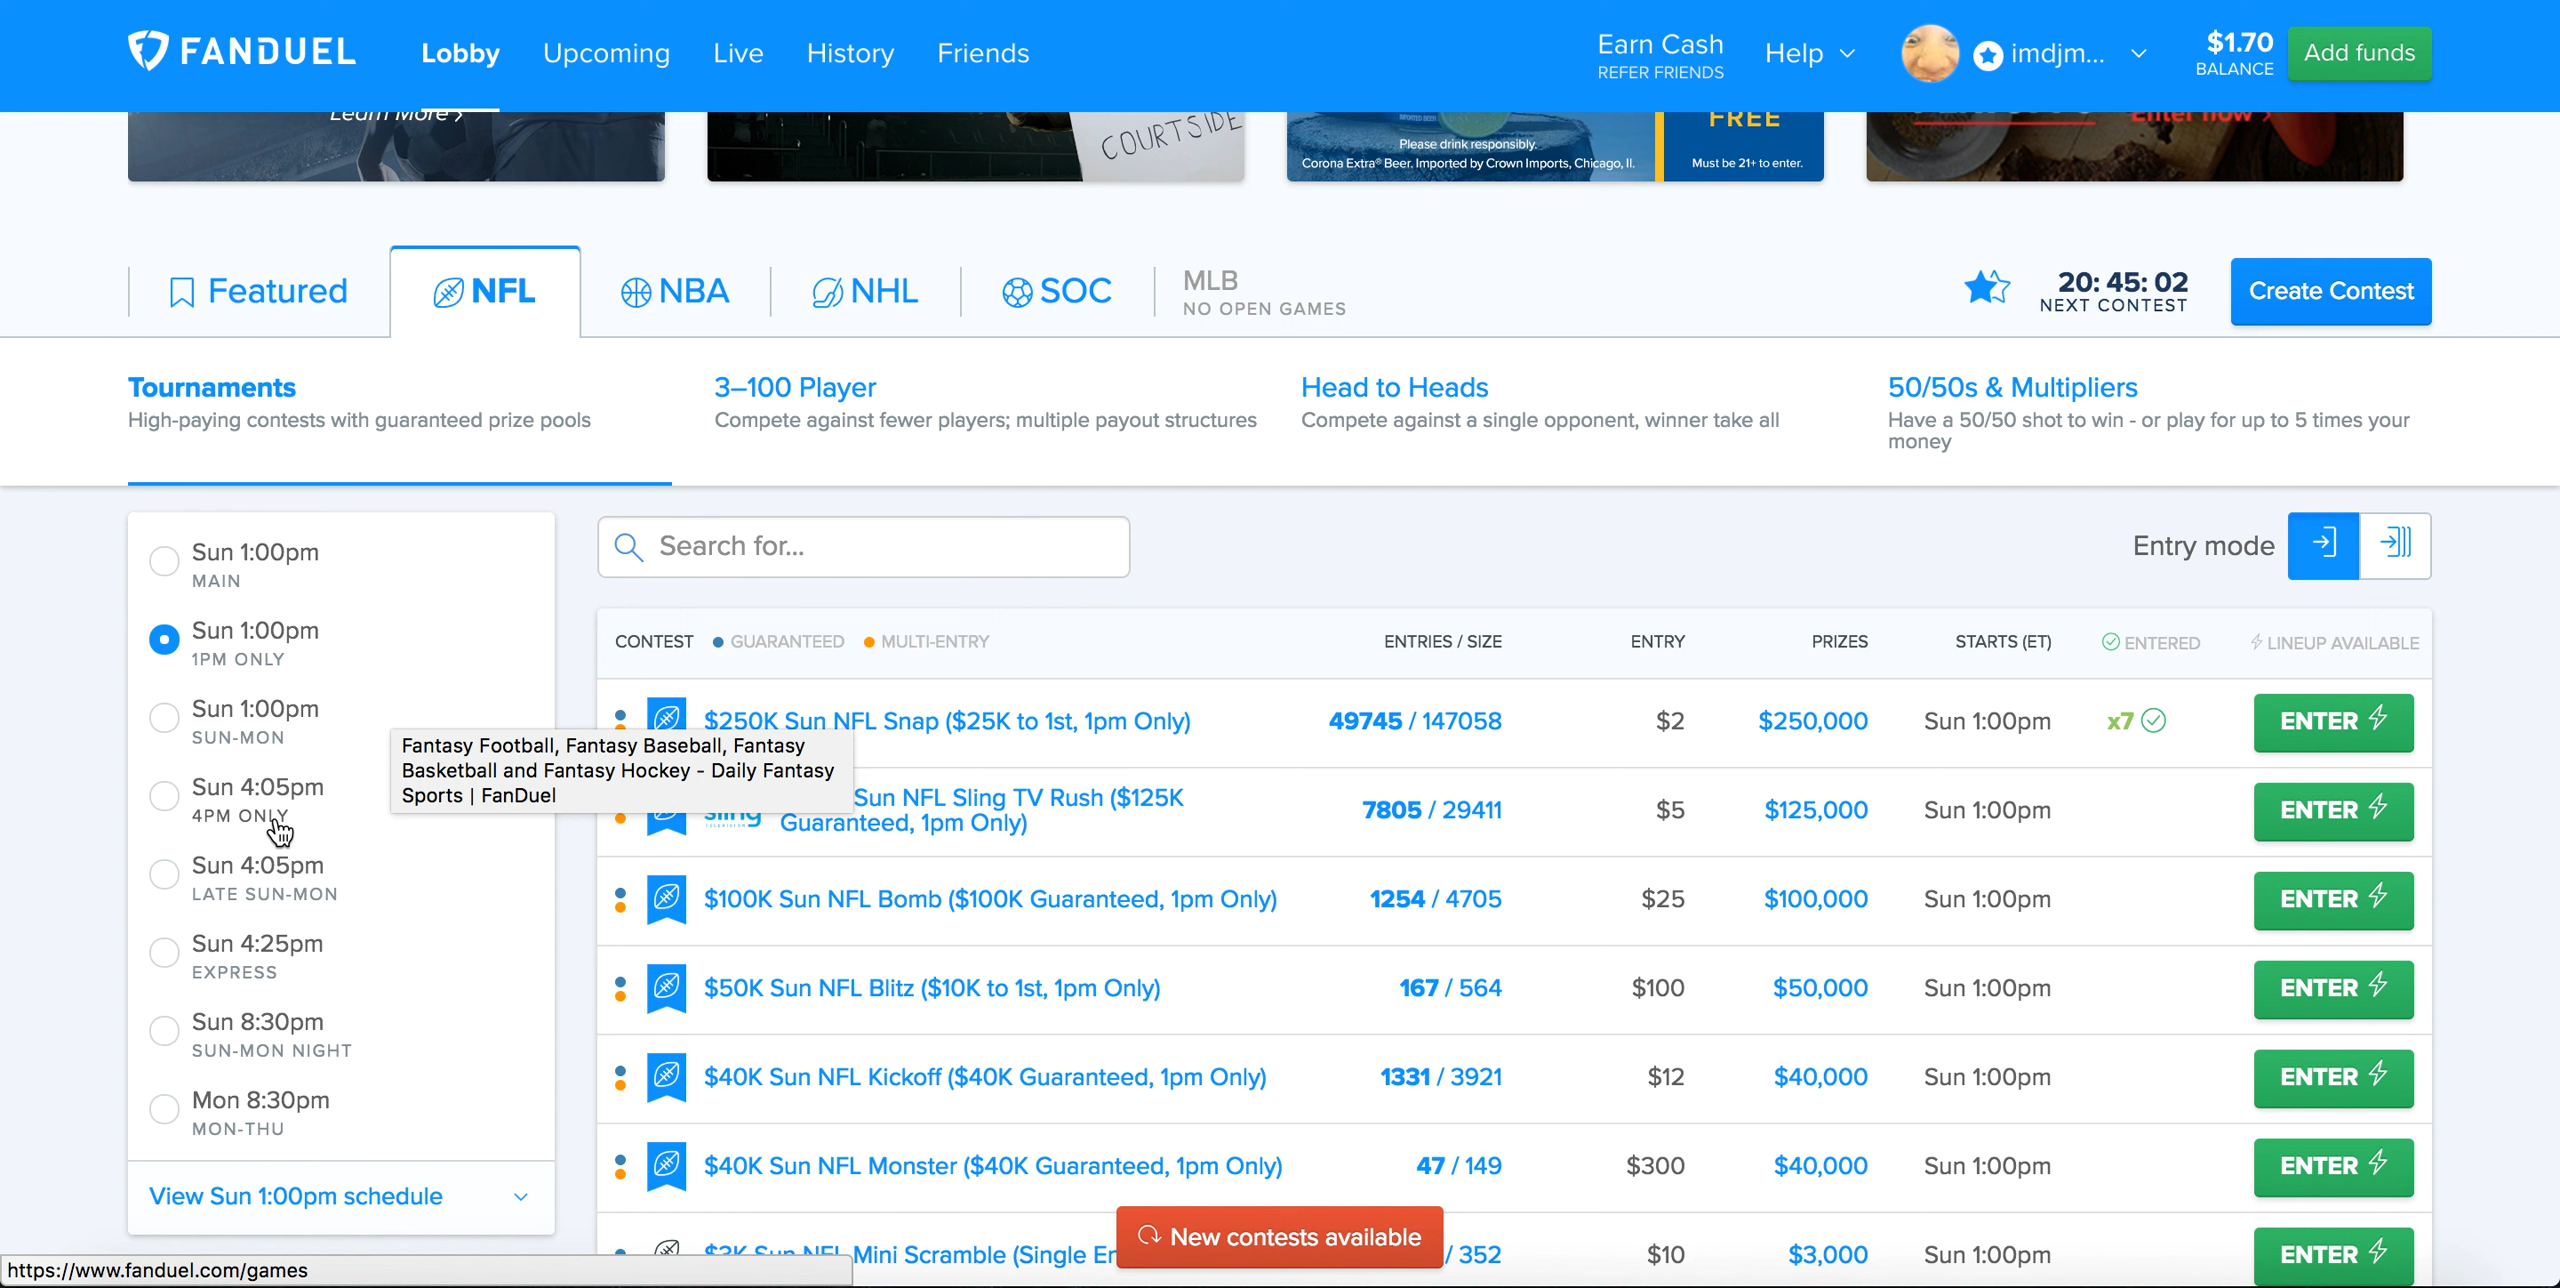 FANDUEL
Lobby
Upcoming
Live
History
Friends
Earn Cash
REFER FRIENDS
Help
imdjm...
$1.70
BALANCE
Add funds
Learn More >
COURTSIDE
Please drink responsibly.
Corona Extra® Beer. Imported by Crown Imports, Chicago, Il.
FREE
Must be 21+ to enter.
Enter now >
Featured
NFL
NBA
NHL
SOC
MLB
NO OPEN GAMES
20: 45: 02
NEXT CONTEST
Create Contest
Tournaments
High-paying contests with guaranteed prize pools
3–100 Player
Compete against fewer players; multiple payout structures
Head to Heads
Compete against a single opponent, winner take all
50/50s & Multipliers
Have a 50/50 shot to win - or play for up to 5 times your
money
Sun 1:00pm
MAIN
Sun 1:00pm
1PM ONLY
Sun 1:00pm
SUN-MON
Sun 4:05pm
4PM ONLY
Sun 4:05pm
LATE SUN-MON
Sun 4:25pm
EXPRESS
Sun 8:30pm
SUN-MON NIGHT
Mon 8:30pm
MON-THU
View Sun 1:00pm schedule
Search for...
Entry mode
CONTEST GUARANTEED MULTI-ENTRY ENTRIES / SIZE ENTRY PRIZES STARTS (ET) ENTERED LINEUP AVAILABLE
$250K Sun NFL Snap ($25K to 1st, 1pm Only) 49745 / 147058 $2 $250,000 Sun 1:00pm x7 ENTER
Fantasy Football, Fantasy Baseball, Fantasy
Basketball and Fantasy Hockey - Daily Fantasy
Sports | FanDuel
sling
TELEVISION
Sun NFL Sling TV Rush ($125K
Guaranteed, 1pm Only)
7805 / 29411 $5 $125,000 Sun 1:00pm ENTER
$100K Sun NFL Bomb ($100K Guaranteed, 1pm Only) 1254 / 4705 $25 $100,000 Sun 1:00pm ENTER
$50K Sun NFL Blitz ($10K to 1st, 1pm Only) 167 / 564 $100 $50,000 Sun 1:00pm ENTER
$40K Sun NFL Kickoff ($40K Guaranteed, 1pm Only) 1331 / 3921 $12 $40,000 Sun 1:00pm ENTER
$40K Sun NFL Monster ($40K Guaranteed, 1pm Only) 47 / 149 $300 $40,000 Sun 1:00pm ENTER
$3K Sun NFL Mini Scramble (Single En / 352 $10 $3,000 Sun 1:00pm ENTER
New contests available
https://www.fanduel.com/games